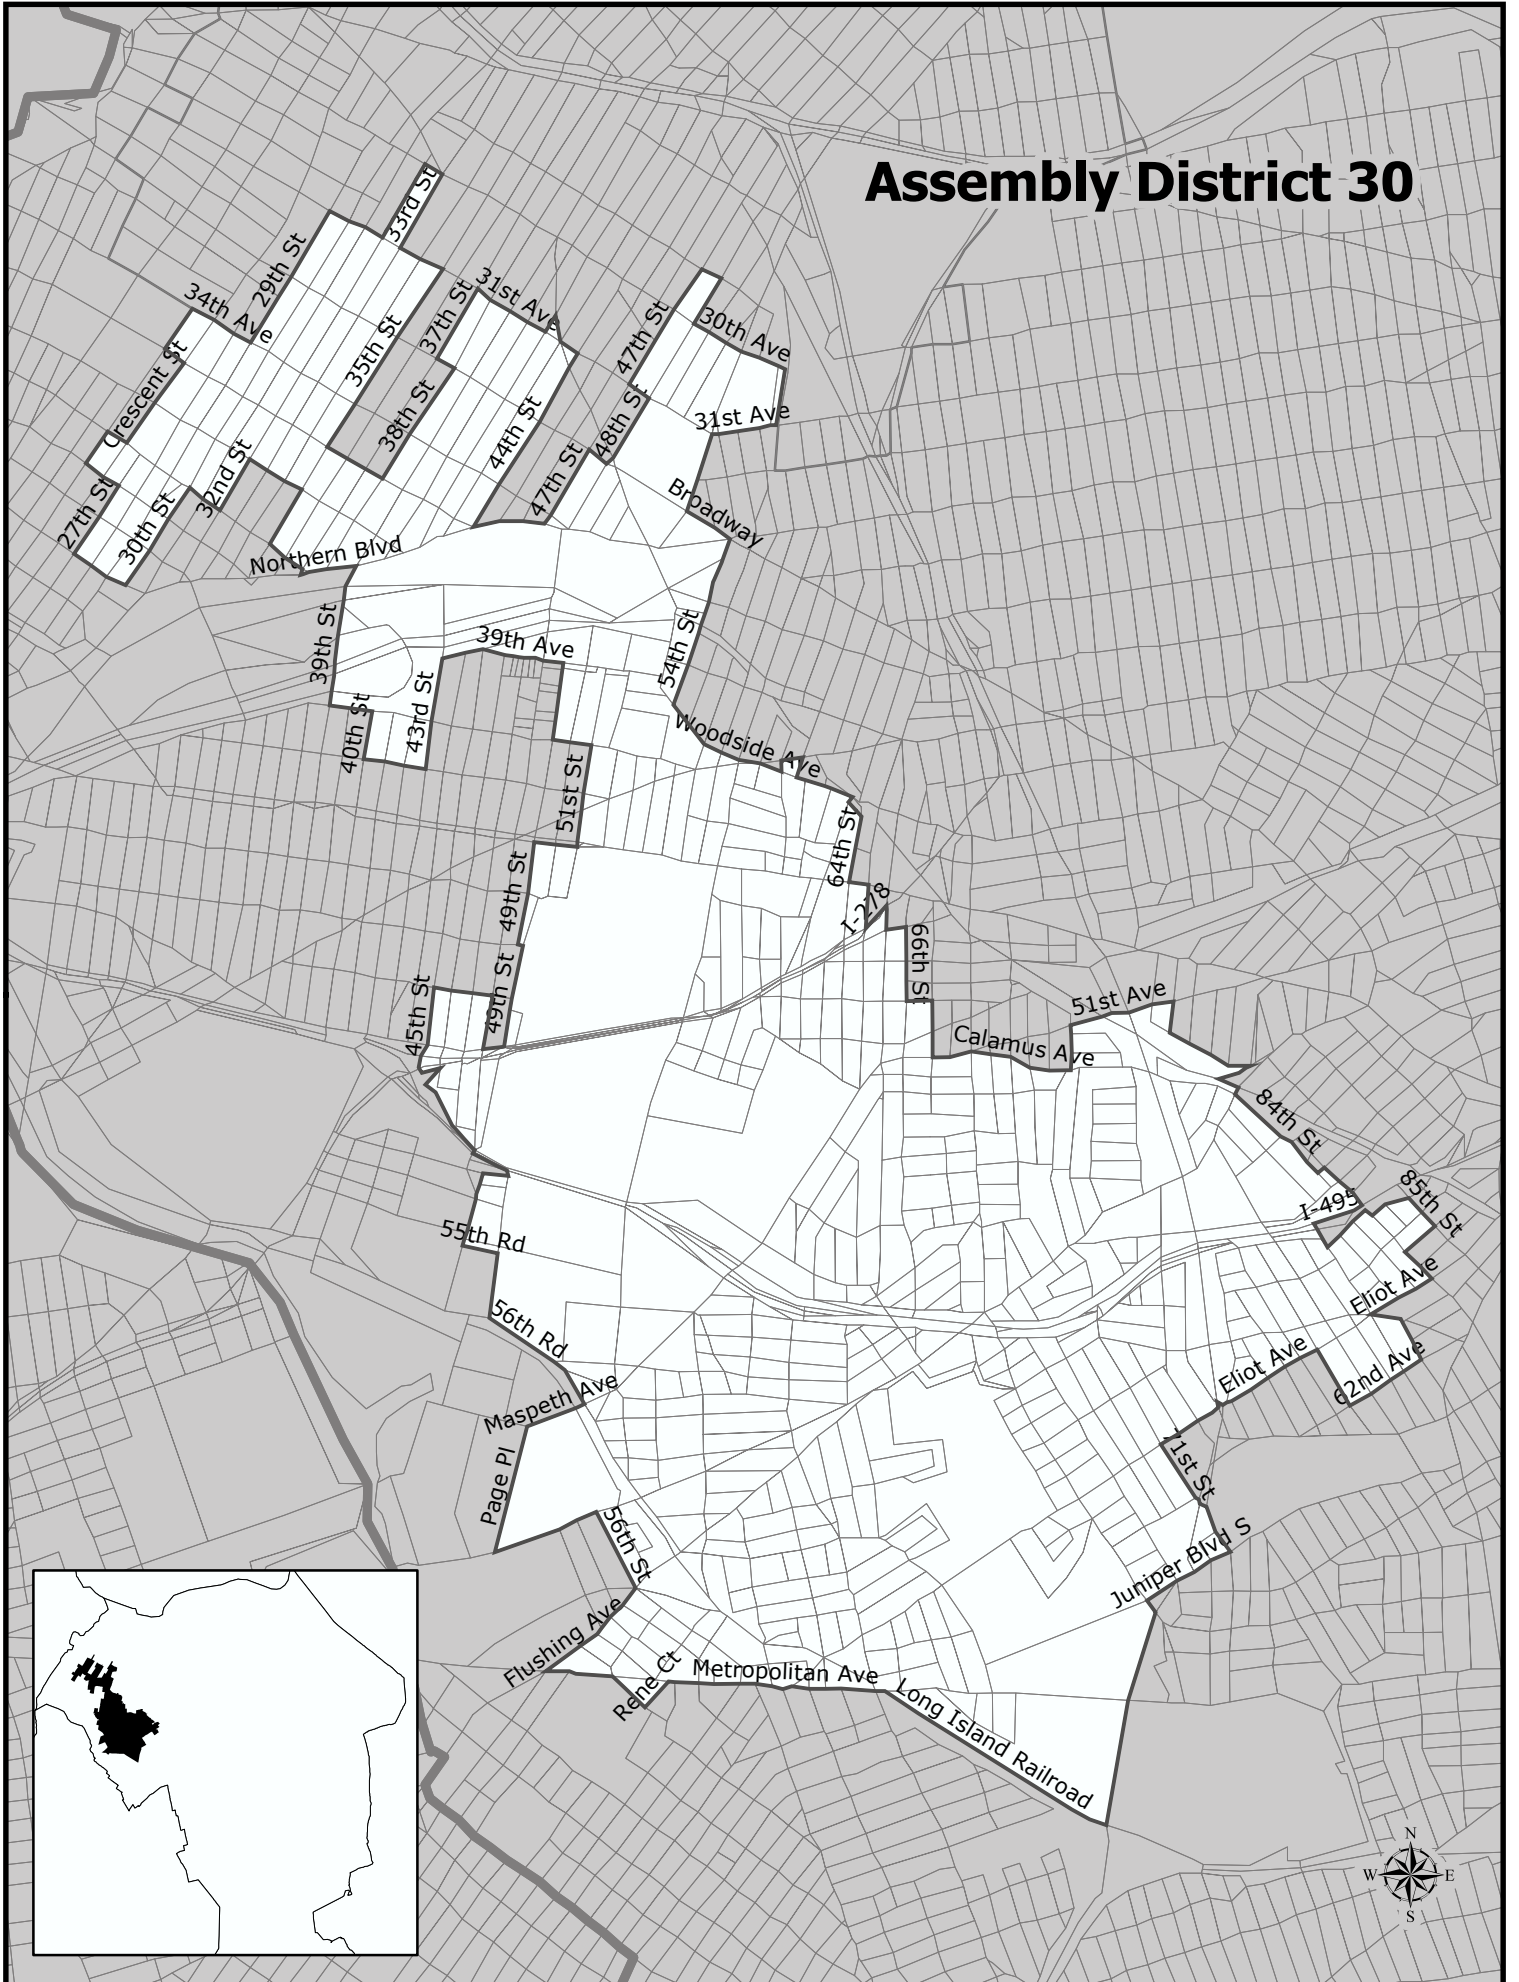 Assembly District 30
33rd St
29th St
34th Ave
31st Ave
37th St
47th St
30th Ave
35th St
Crescent St
38th St
44th St
48th St
31st Ave
32nd St
47th St
27th St
30th St
Broadway
Northern Blvd
39th St
39th Ave
54th St
40th St
43rd St
Woodside Ave
51st St
64th St
49th St
I-278
66th St
45th St
49th St
51st Ave
Calamus Ave
84th St
85th St
I-495
55th Rd
Eliot Ave
56th Rd
Eliot Ave
62nd Ave
Maspeth Ave
71st St
Page Pl
56th St
Juniper Blvd S
Flushing Ave
Rene Ct
Metropolitan Ave
Long Island Railroad
N
W E
S